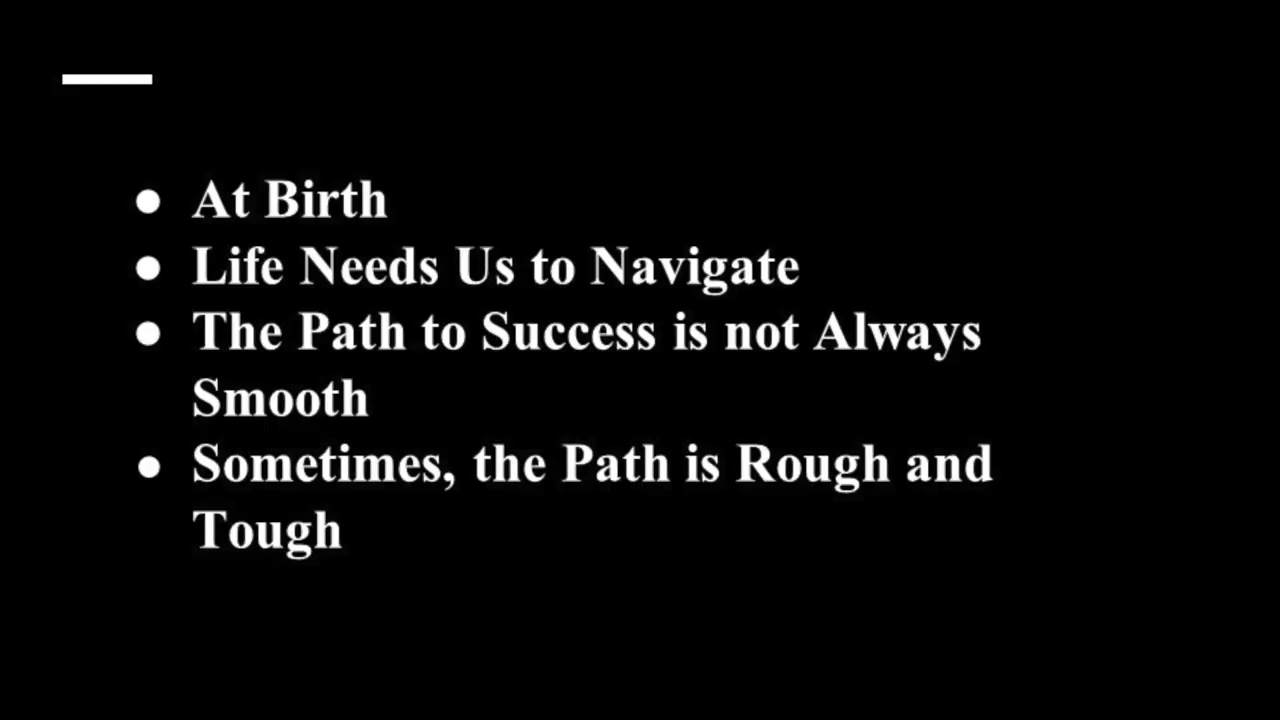 ● At Birth
● Life Needs Us to Navigate
● The Path to Success is not Always
Smooth
● Sometimes, the Path is Rough and
Tough